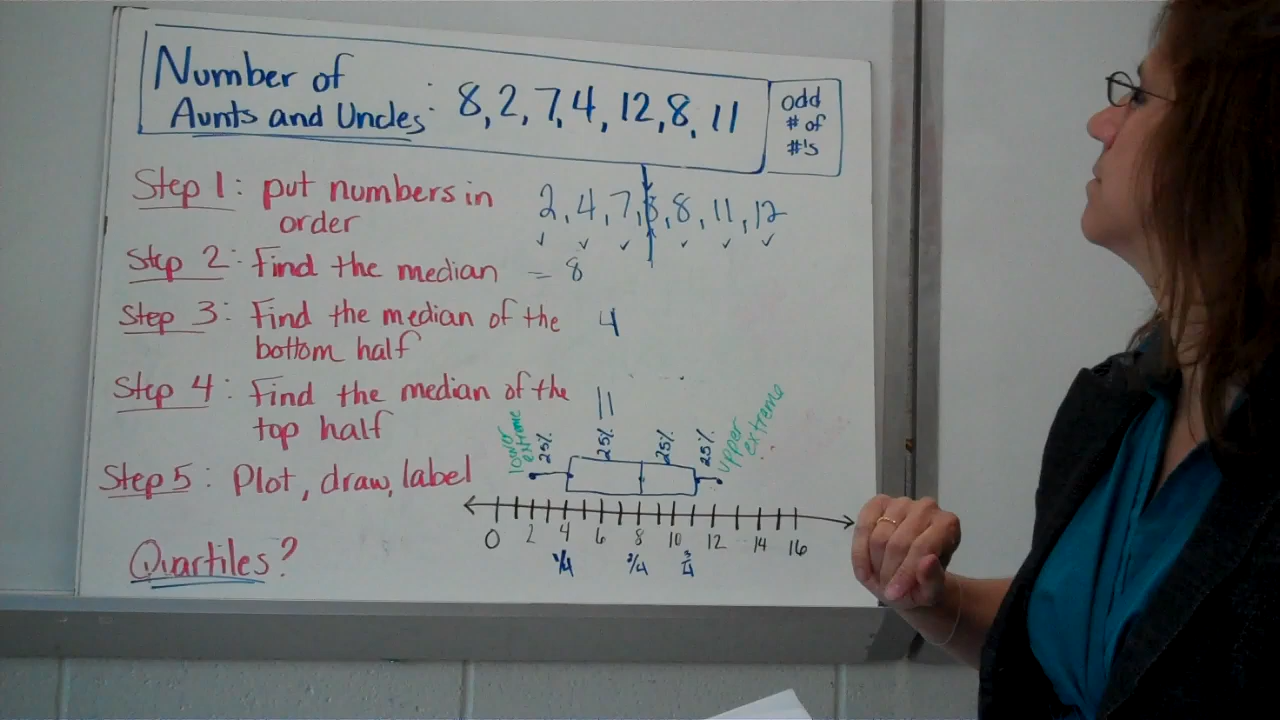 Number of
Aunts and Uncles: 8, 2, 7, 4, 12, 8, 11
odd
# of
#'s
Step 1: put numbers in
order
2, 4, 7, 8, 8, 11, 12
Step 2: Find the median = 8
Step 3: Find the median of the 4
bottom half
Step 4: Find the median of the 11
top half
lower
extreme
25% 25% 25% 25%
upper
extreme
Step 5: Plot, draw, label
0 2 4 6 8 10 12 14 16
1/4 2/4 3/4
Quartiles?